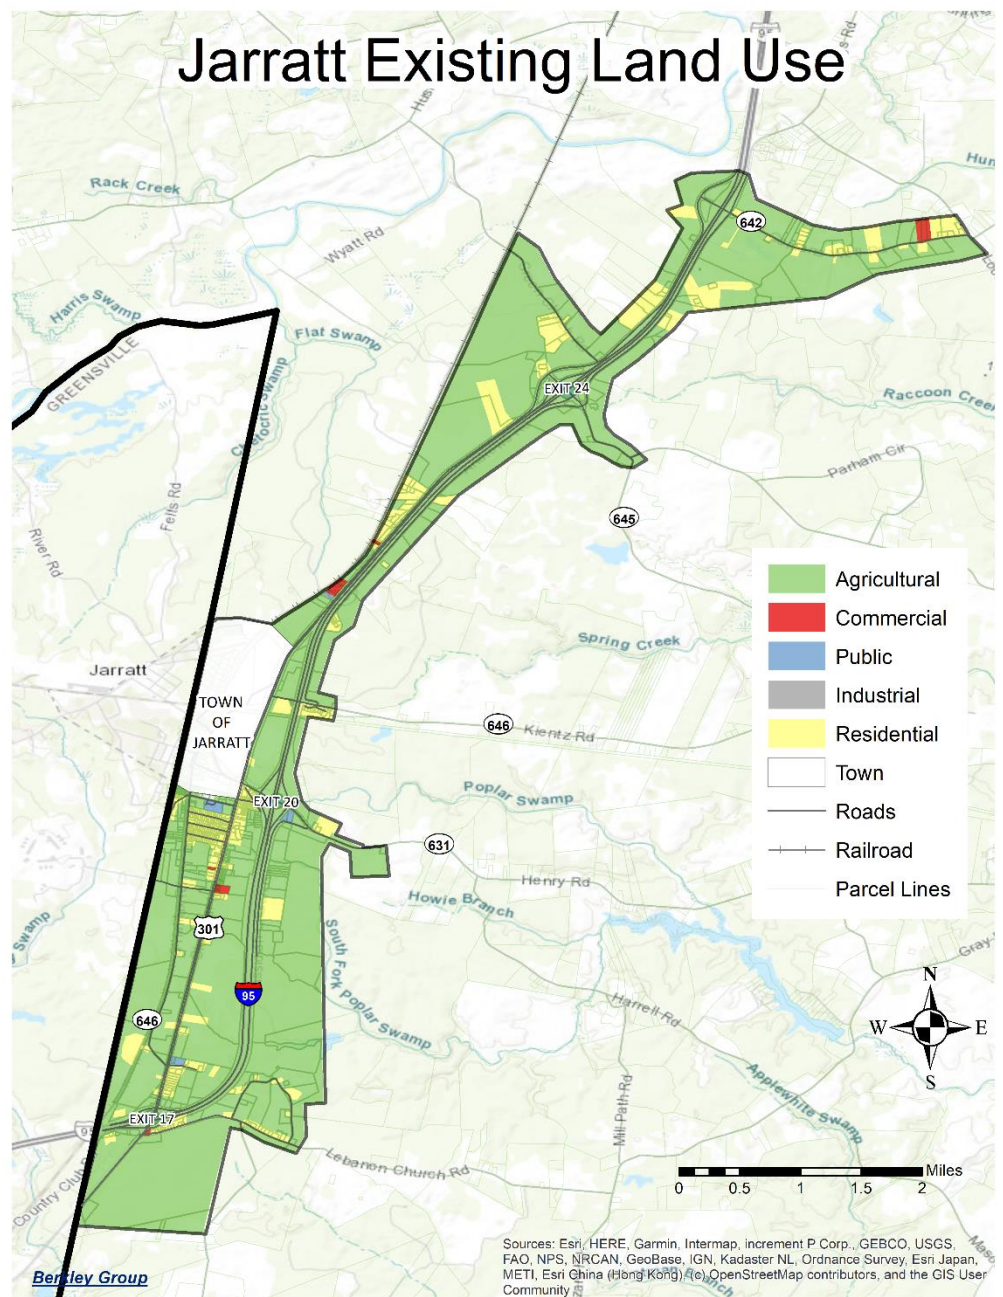 Jarratt Existing Land Use
95
Rack Creek
Wyatt Rd
642
Harris Swamp
Flat Swamp
GREENSVILLE
EXIT 24
Raccoon Creek
Fells Rd
Parham Cir
River Rd
645
Agricultural
Commercial
Public
Industrial
Residential
Town
Roads
Railroad
Parcel Lines
Spring Creek
Jarratt
TOWN
OF
JARRATT
646
Kientz Rd
Poplar Swamp
EXIT 20
631
Henry Rd
Howie Branch
301
South Fork Poplar Swamp
95
Harrell Rd
646
N
W
E
S
Applewhite Swamp
Mill Path Rd
EXIT 17
95
Lebanon Church Rd
Country Club
Miles
0 0.5 1 1.5 2
Sources: Esri, HERE, Garmin, Intermap, increment P Corp., GEBCO, USGS,
FAO, NPS, NRCAN, GeoBase, IGN, Kadaster NL, Ordnance Survey, Esri Japan,
METI, Esri China (Hong Kong), (c) OpenStreetMap contributors, and the GIS User
Community
Berkley Group